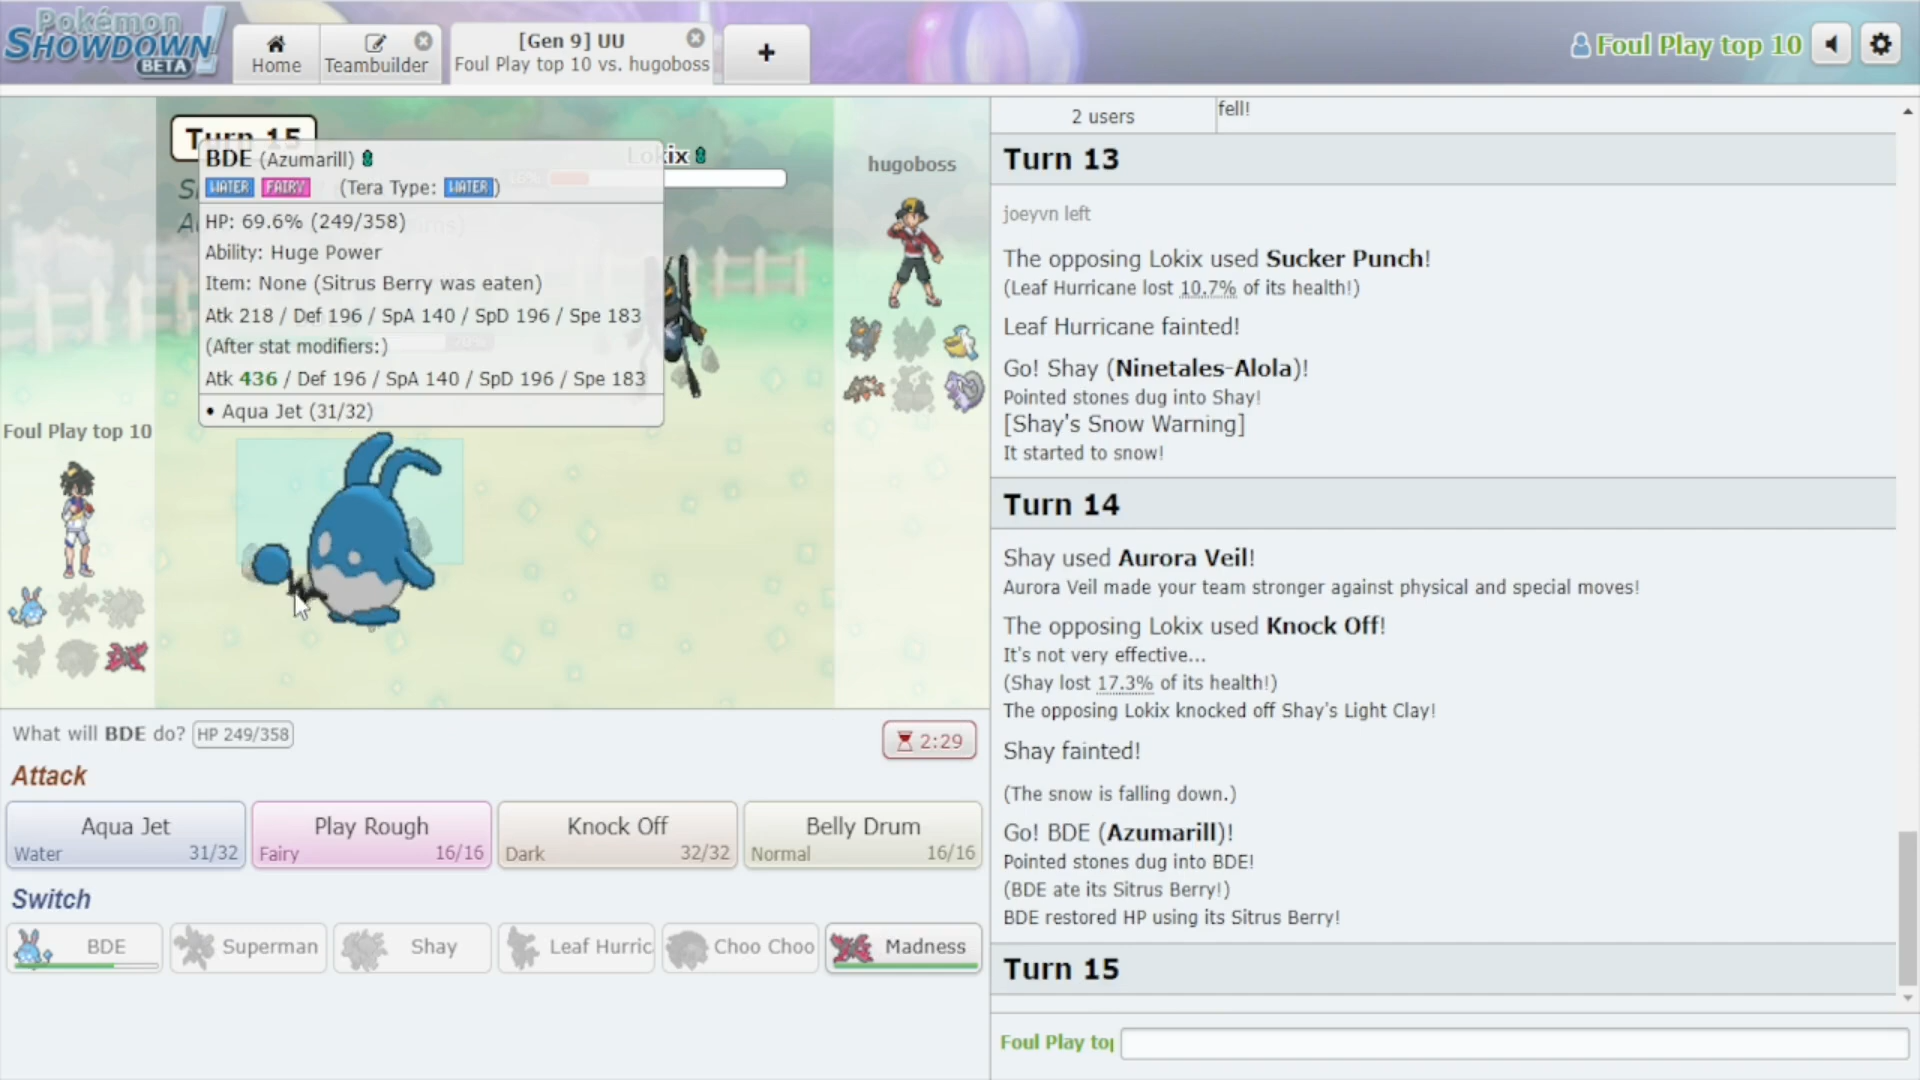 Pokémon
SHOWDOWN!
BETA
Home
Teambuilder
[Gen 9] UU
Foul Play top 10 vs. hugoboss
+
Foul Play top 10
Turn 15
BDE (Azumarill)
WATER FAIRY (Tera Type: WATER)
HP: 69.6% (249/358)
Ability: Huge Power
Item: None (Sitrus Berry was eaten)
Atk 218 / Def 196 / SpA 140 / SpD 196 / Spe 183
(After stat modifiers:)
Atk 436 / Def 196 / SpA 140 / SpD 196 / Spe 183
• Aqua Jet (31/32)
Lokix
hugoboss
Foul Play top 10
What will BDE do? HP 249/358
2:29
Attack
Aqua Jet
Water 31/32
Play Rough
Fairy 16/16
Knock Off
Dark 32/32
Belly Drum
Normal 16/16
Switch
BDE
Superman
Shay
Leaf Hurric
Choo Choo
Madness
2 users
fell!
Turn 13
joeyvn left
The opposing Lokix used Sucker Punch!
(Leaf Hurricane lost 10.7% of its health!)
Leaf Hurricane fainted!
Go! Shay (Ninetales-Alola)!
Pointed stones dug into Shay!
[Shay's Snow Warning]
It started to snow!
Turn 14
Shay used Aurora Veil!
Aurora Veil made your team stronger against physical and special moves!
The opposing Lokix used Knock Off!
It's not very effective...
(Shay lost 17.3% of its health!)
The opposing Lokix knocked off Shay's Light Clay!
Shay fainted!
(The snow is falling down.)
Go! BDE (Azumarill)!
Pointed stones dug into BDE!
(BDE ate its Sitrus Berry!)
BDE restored HP using its Sitrus Berry!
Turn 15
Foul Play to